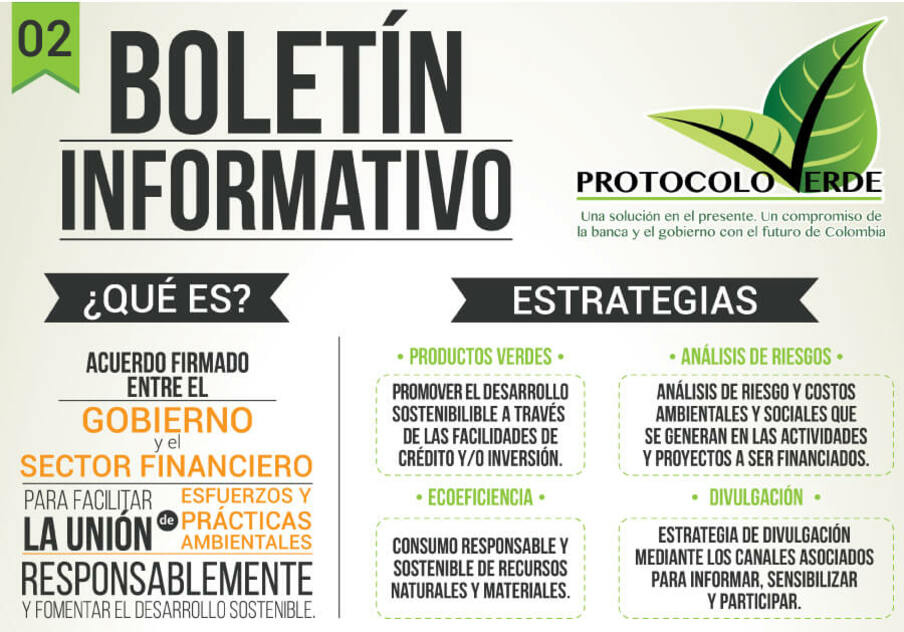 02
BOLETÍN
INFORMATIVO
PROTOCOLO VERDE
Una solución en el presente. Un compromiso de
la banca y el gobierno con el futuro de Colombia
¿QUÉ ES?
ACUERDO FIRMADO
ENTRE EL
GOBIERNO
y el
SECTOR FINANCIERO
PARA FACILITAR
LA UNIÓN de
ESFUERZOS Y
PRÁCTICAS
AMBIENTALES
RESPONSABLEMENTE
Y FOMENTAR EL DESARROLLO SOSTENIBLE.
ESTRATEGIAS
• PRODUCTOS VERDES •
PROMOVER EL DESARROLLO
SOSTENIBILIBLE A TRAVÉS
DE LAS FACILIDADES DE
CRÉDITO Y/O INVERSIÓN.
• ANÁLISIS DE RIESGOS •
ANÁLISIS DE RIESGO Y COSTOS
AMBIENTALES Y SOCIALES QUE
SE GENERAN EN LAS ACTIVIDADES
Y PROYECTOS A SER FINANCIADOS.
• ECOEFICIENCIA •
CONSUMO RESPONSABLE Y
SOSTENIBLE DE RECURSOS
NATURALES Y MATERIALES.
• DIVULGACIÓN •
ESTRATEGIA DE DIVULGACIÓN
MEDIANTE LOS CANALES ASOCIADOS
PARA INFORMAR, SENSIBILIZAR
Y PARTICIPAR.